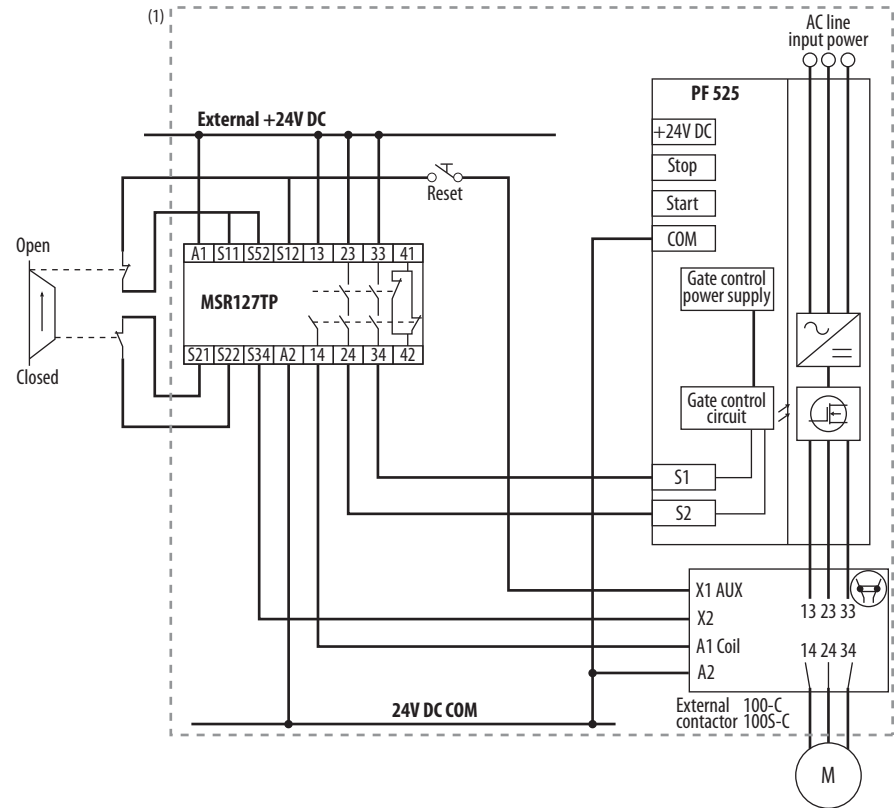 (1)
AC line
input power
PF 525
External +24V DC
+24V DC
Stop
Reset
Start
COM
Open
A1 S11 S52 S12 13 23 33 41
MSR127TP
Gate control
power supply
S21 S22 S34 A2 14 24 34 42
Closed
Gate control
circuit
S1
S2
X1 AUX
13 23 33
X2
A1 Coil
14 24 34
A2
24V DC COM
External 100-C
contactor 100S-C
M